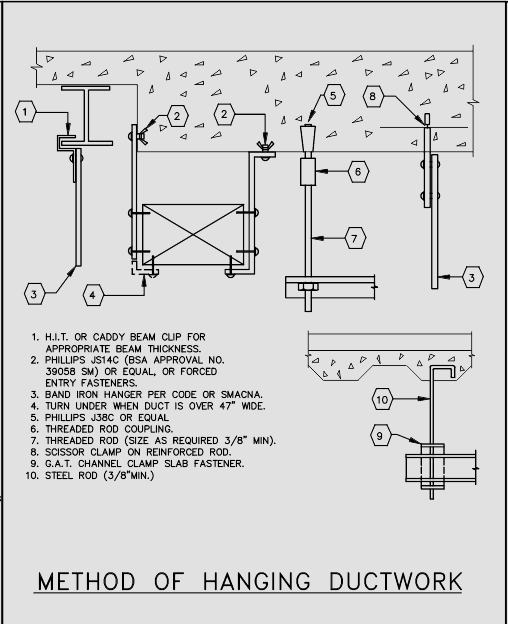 1
2
2
5
8
6
7
3
4
3
1. H.I.T. OR CADDY BEAM CLIP FOR
APPROPRIATE BEAM THICKNESS.
2. PHILLIPS JS14C (BSA APPROVAL NO.
39058 SM) OR EQUAL, OR FORCED
ENTRY FASTENERS.
3. BAND IRON HANGER PER CODE OR SMACNA.
4. TURN UNDER WHEN DUCT IS OVER 47" WIDE.
5. PHILLIPS J38C OR EQUAL
6. THREADED ROD COUPLING.
7. THREADED ROD (SIZE AS REQUIRED 3/8" MIN).
8. SCISSOR CLAMP ON REINFORCED ROD.
9. G.A.T. CHANNEL CLAMP SLAB FASTENER.
10. STEEL ROD (3/8"MIN.)
10
9
METHOD OF HANGING DUCTWORK